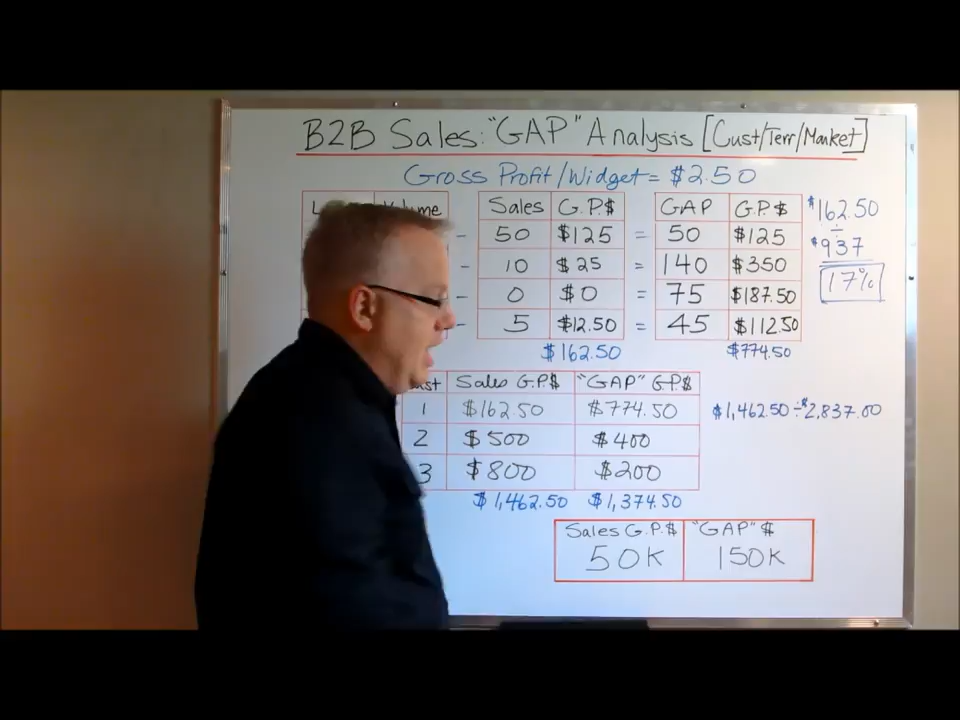 B2B Sales: "GAP" Analysis [Cust/Terr/Market]
Gross Profit/Widget = $2.50
Sales G.P.$ GAP G.P.$
- 50 $125 = 50 $125
- 10 $25 = 140 $350
- 0 $0 = 75 $187.50
- 5 $12.50 = 45 $112.50
$162.50 $774.50
$162.50
÷
$937
17%
Sales G.P.$ "GAP" G.P.$
1 $162.50 $774.50
2 $500 $400
3 $800 $200
$1,462.50 $1,374.50
$1,462.50 ÷ $2,837.00
Sales G.P.$ "GAP" $
50K 150K